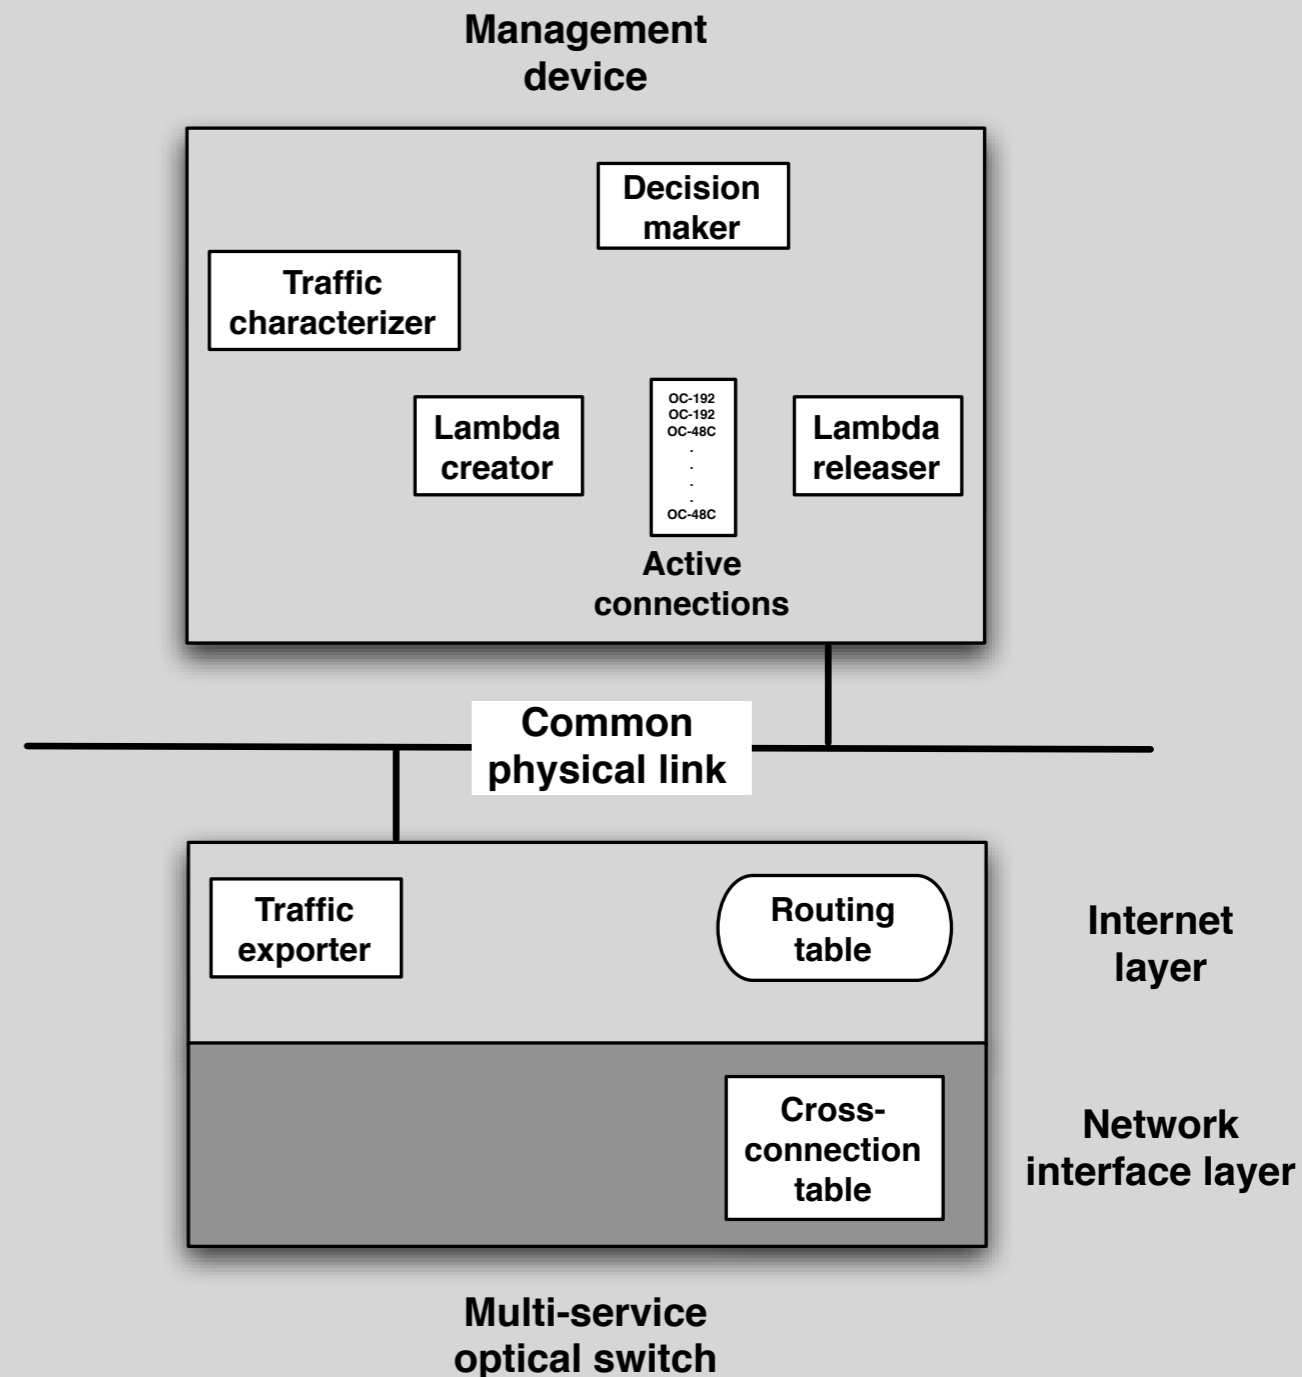 Management
device
Decision
maker
Traffic
characterizer
Lambda
creator
OC-192
OC-192
OC-48C
.
.
.
.
OC-48C
Lambda
releaser
Active
connections
Common
physical link
Traffic
exporter
Routing
table
Internet
layer
Cross-
connection
table
Network
interface layer
Multi-service
optical switch